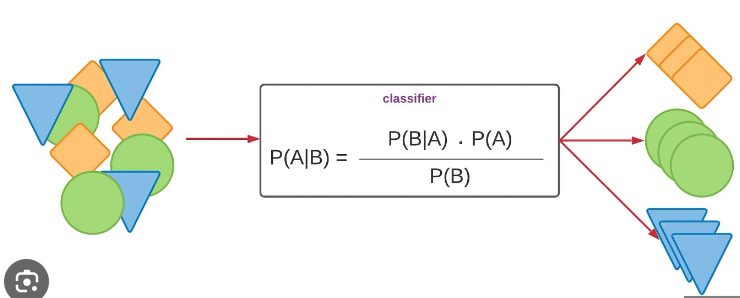 classifier
P(B|A) . P(A)
P(A|B) =
P(B)